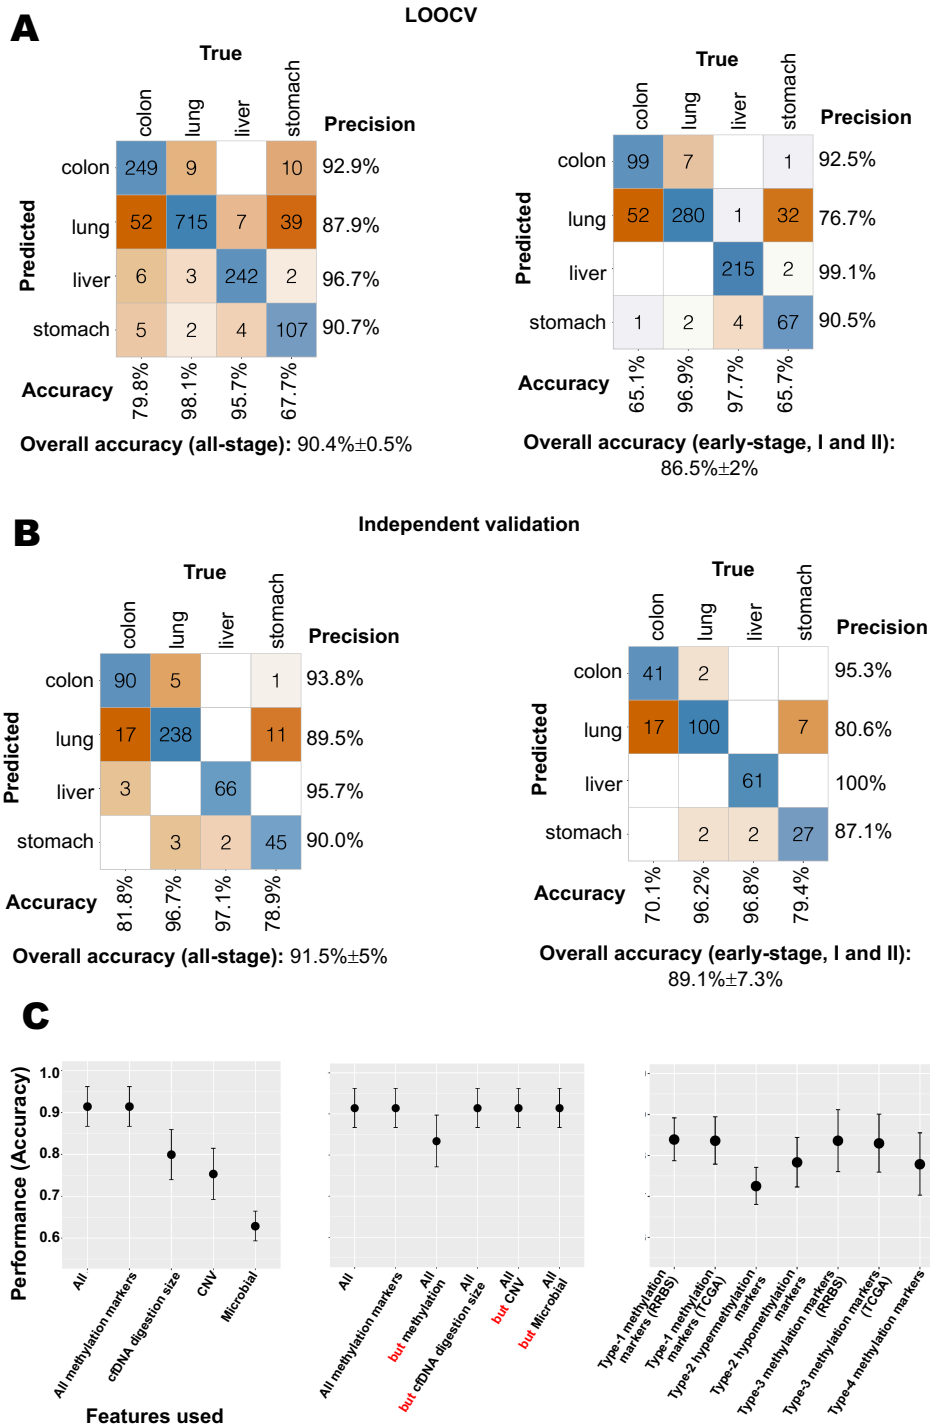 A
LOOCV
True
colon
lung
liver
stomach
Precision
Predicted
colon 249 9 10 92.9%
lung 52 715 7 39 87.9%
liver 6 3 242 2 96.7%
stomach 5 2 4 107 90.7%
Accuracy 79.8% 98.1% 95.7% 67.7%
Overall accuracy (all-stage): 90.4%±0.5%
True
colon
lung
liver
stomach
Precision
Predicted
colon 99 7 1 92.5%
lung 52 280 1 32 76.7%
liver 215 2 99.1%
stomach 1 2 4 67 90.5%
Accuracy 65.1% 96.9% 97.7% 65.7%
Overall accuracy (early-stage, I and II):
86.5%±2%
B
Independent validation
True
colon
lung
liver
stomach
Precision
Predicted
colon 90 5 1 93.8%
lung 17 238 11 89.5%
liver 3 66 95.7%
stomach 3 2 45 90.0%
Accuracy 81.8% 96.7% 97.1% 78.9%
Overall accuracy (all-stage): 91.5%±5%
True
colon
lung
liver
stomach
Precision
Predicted
colon 41 2 95.3%
lung 17 100 7 80.6%
liver 61 100%
stomach 2 2 27 87.1%
Accuracy 70.1% 96.2% 96.8% 79.4%
Overall accuracy (early-stage, I and II):
89.1%±7.3%
C
Performance (Accuracy)
1.0
0.9
0.8
0.7
0.6
All
All methylation markers
cfDNA digestion size
CNV
Microbial
Features used
All
All methylation markers
All
but methylation
All
but cfDNA digestion size
All
but CNV
All
but Microbial
Type-1 methylation
markers (RRBS)
Type-1 methylation
markers (TCGA)
Type-2 hypermethylation
markers
Type-2 hypomethylation
markers
Type-3 methylation markers
(RRBS)
Type-3 methylation markers
(TCGA)
Type-4 methylation markers